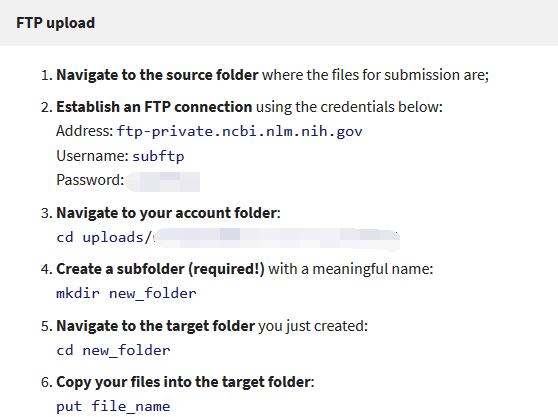 FTP upload
1. Navigate to the source folder where the files for submission are;
2. Establish an FTP connection using the credentials below:
Address: ftp-private.ncbi.nlm.nih.gov
Username: subftp
Password:
3. Navigate to your account folder:
cd uploads/
4. Create a subfolder (required!) with a meaningful name:
mkdir new_folder
5. Navigate to the target folder you just created:
cd new_folder
6. Copy your files into the target folder:
put file_name